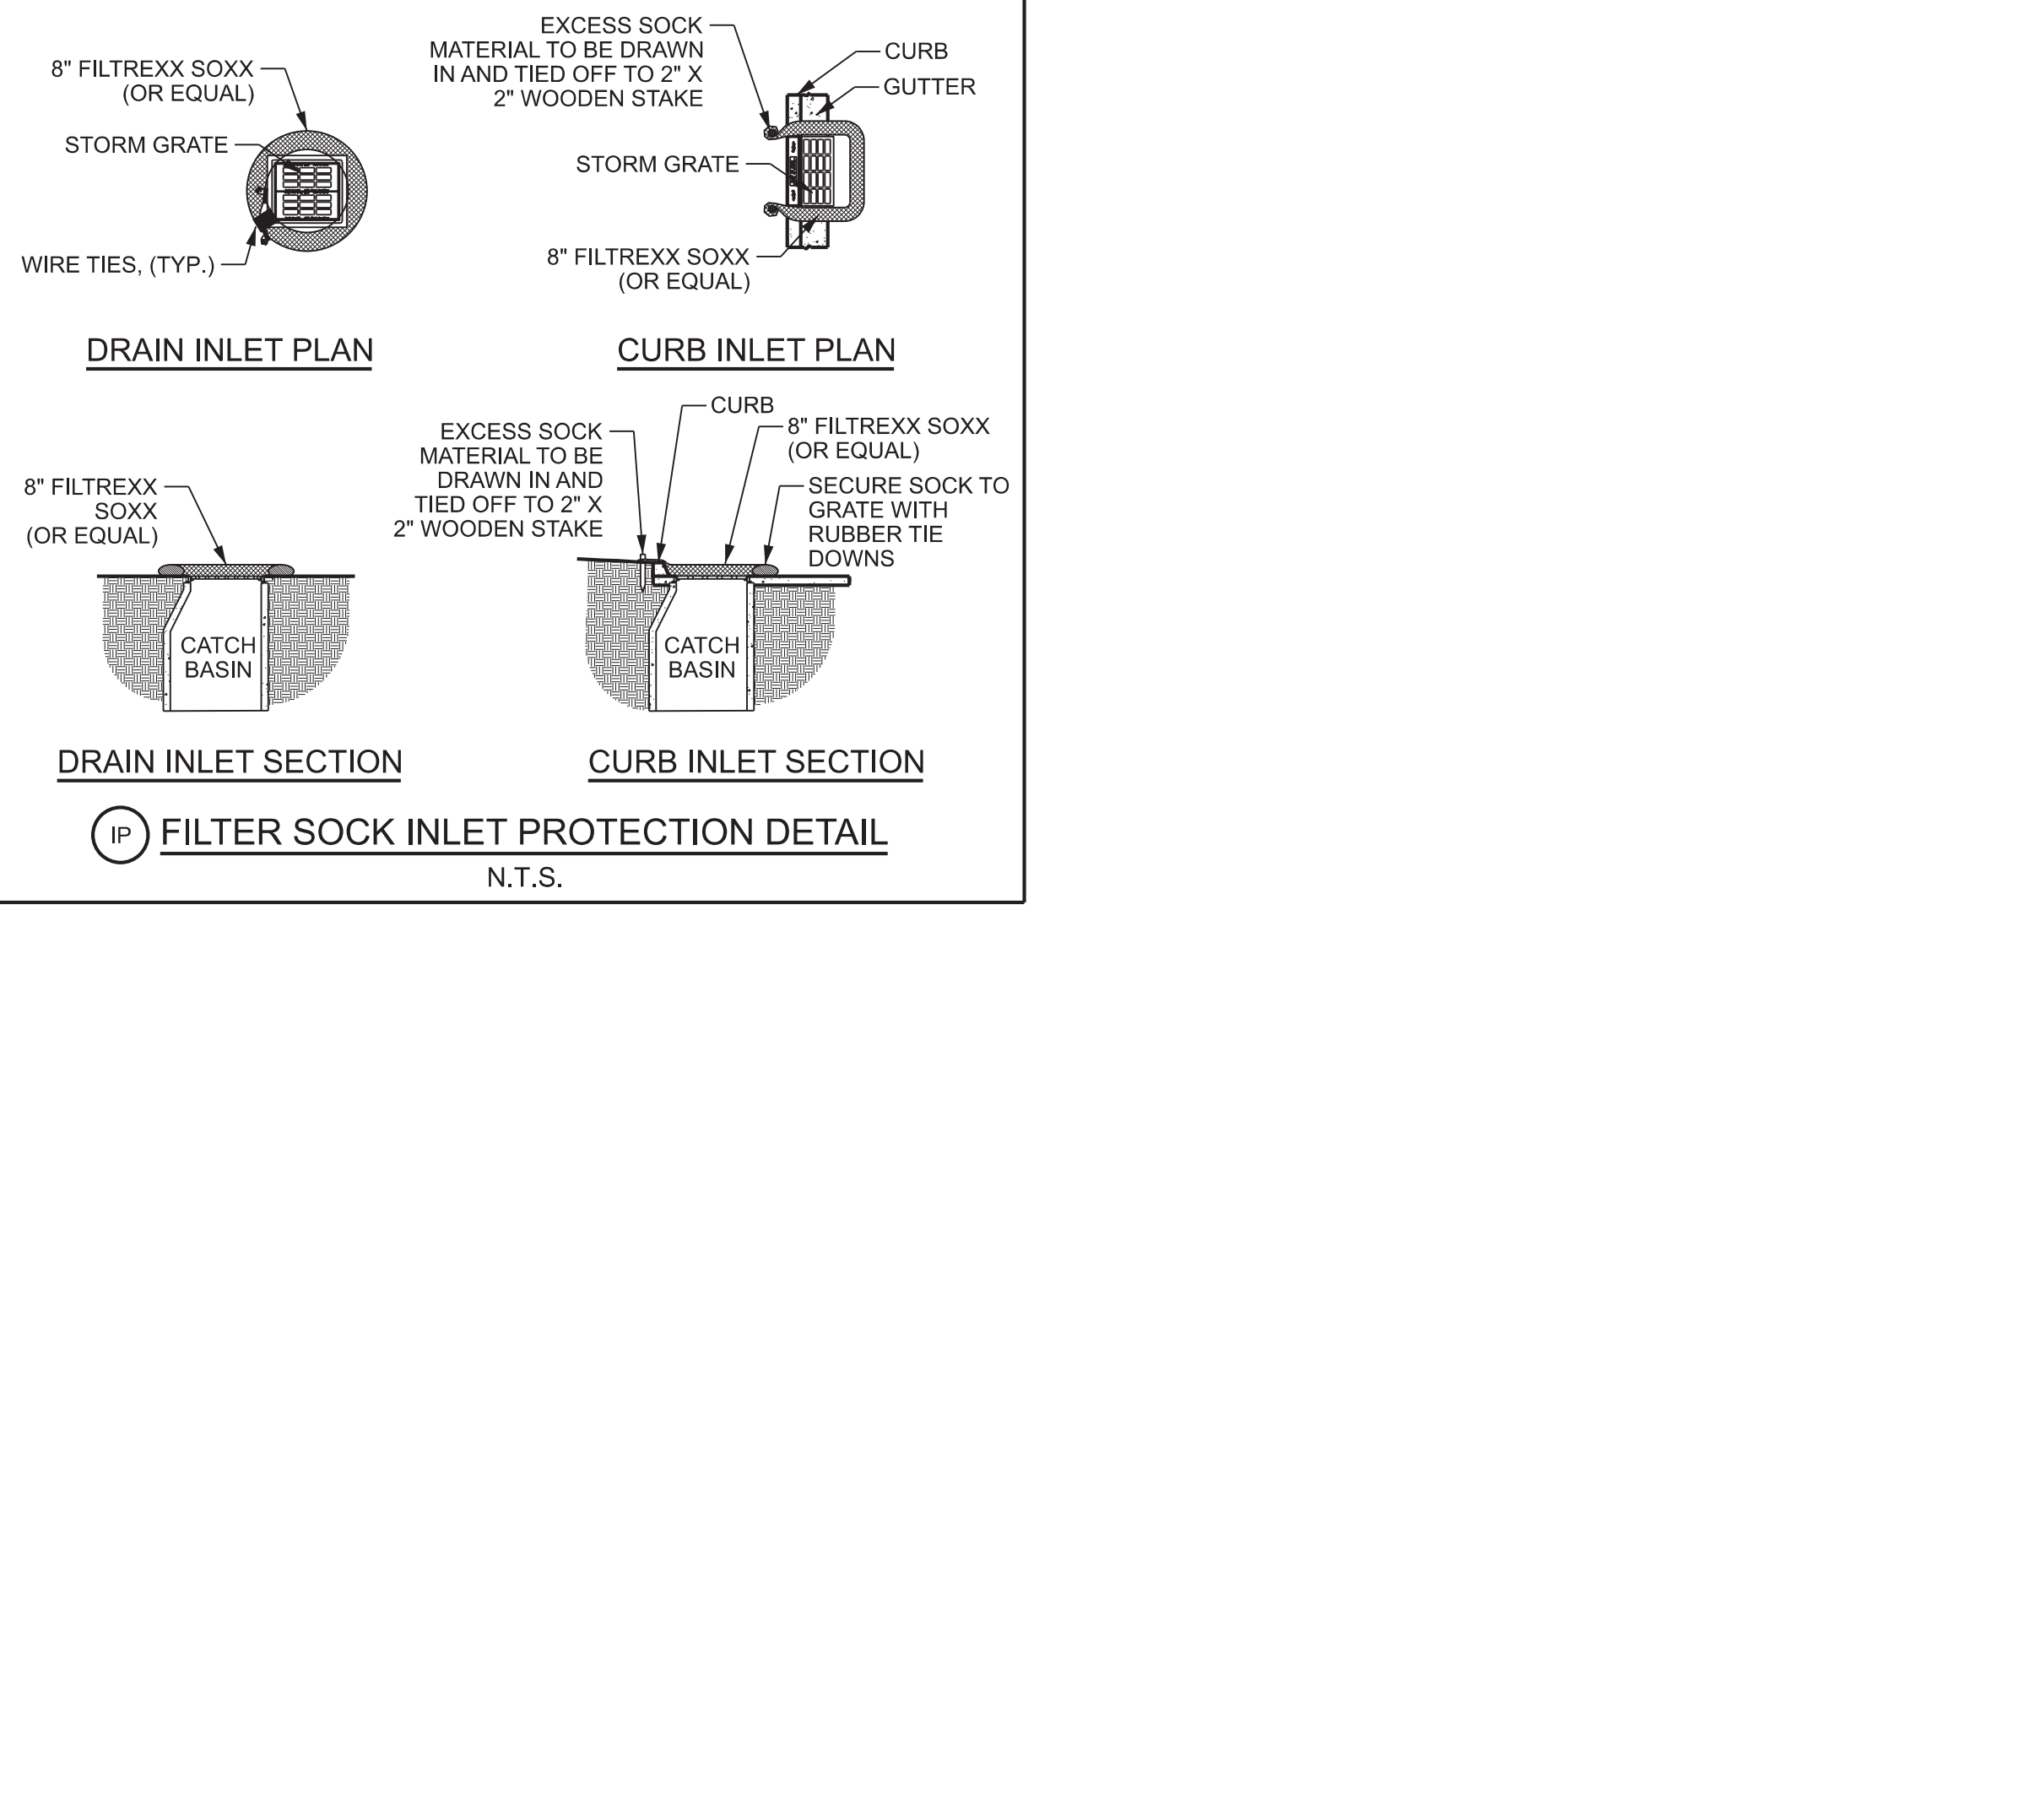 8" FILTREXX SOXX
(OR EQUAL)
STORM GRATE
WIRE TIES, (TYP.)
DRAIN INLET PLAN
EXCESS SOCK
MATERIAL TO BE DRAWN
IN AND TIED OFF TO 2" X
2" WOODEN STAKE
CURB
GUTTER
STORM GRATE
8" FILTREXX SOXX
(OR EQUAL)
CURB INLET PLAN
8" FILTREXX
SOXX
(OR EQUAL)
CATCH
BASIN
DRAIN INLET SECTION
EXCESS SOCK
MATERIAL TO BE
DRAWN IN AND
TIED OFF TO 2" X
2" WOODEN STAKE
CURB
8" FILTREXX SOXX
(OR EQUAL)
SECURE SOCK TO
GRATE WITH
RUBBER TIE
DOWNS
CATCH
BASIN
CURB INLET SECTION
IP FILTER SOCK INLET PROTECTION DETAIL
N.T.S.